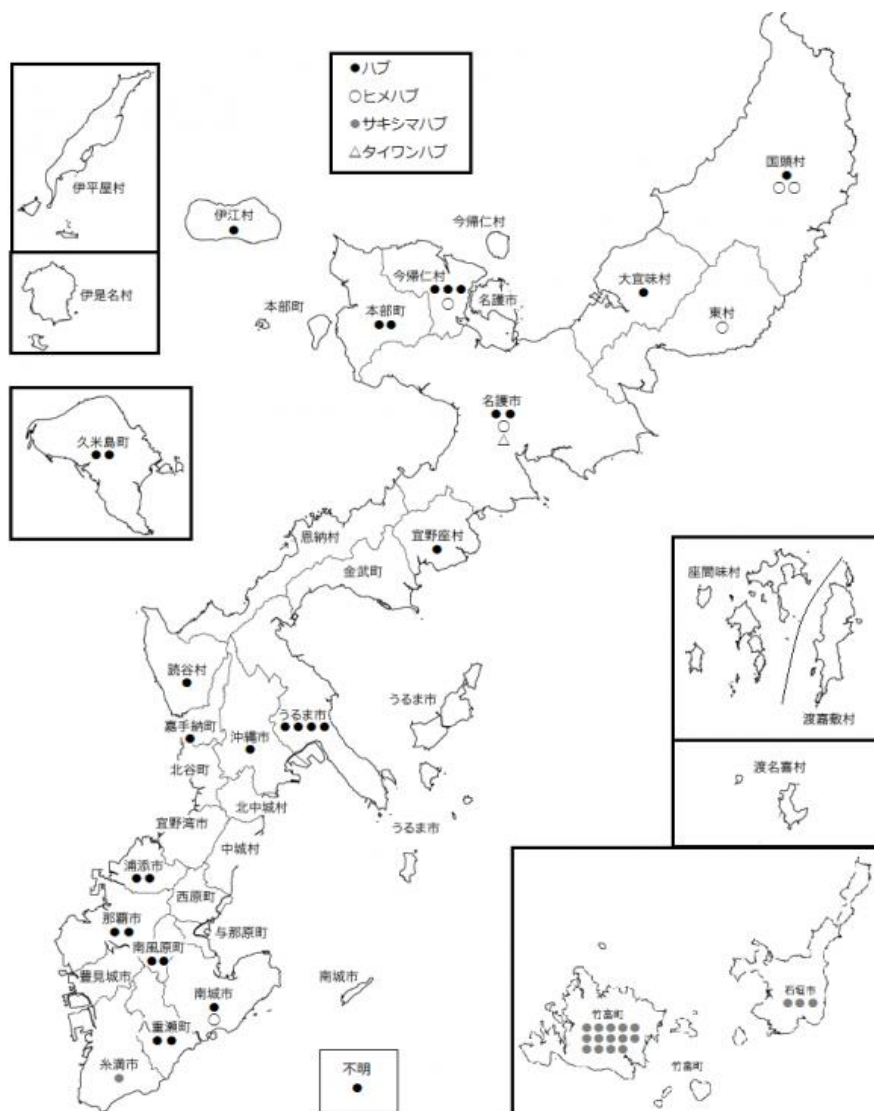 ●ハブ
○ヒメハブ
●サキシマハブ
△タイワンハブ
伊平屋村
伊是名村
伊江村
今帰仁村
国頭村
本部町
今帰仁村
名護市
大宜味村
本部町
東村
名護市
久米島町
恩納村
宜野座村
金武町
座間味村
渡嘉敷村
読谷村
うるま市
嘉手納町
沖縄市
うるま市
北谷町
渡名喜村
北中城村
宜野湾市
うるま市
中城村
浦添市
西原町
那覇市
与那原町
南風原町
豊見城市
南城市
南城市
石垣市
竹富町
八重瀬町
竹富町
糸満市
不明